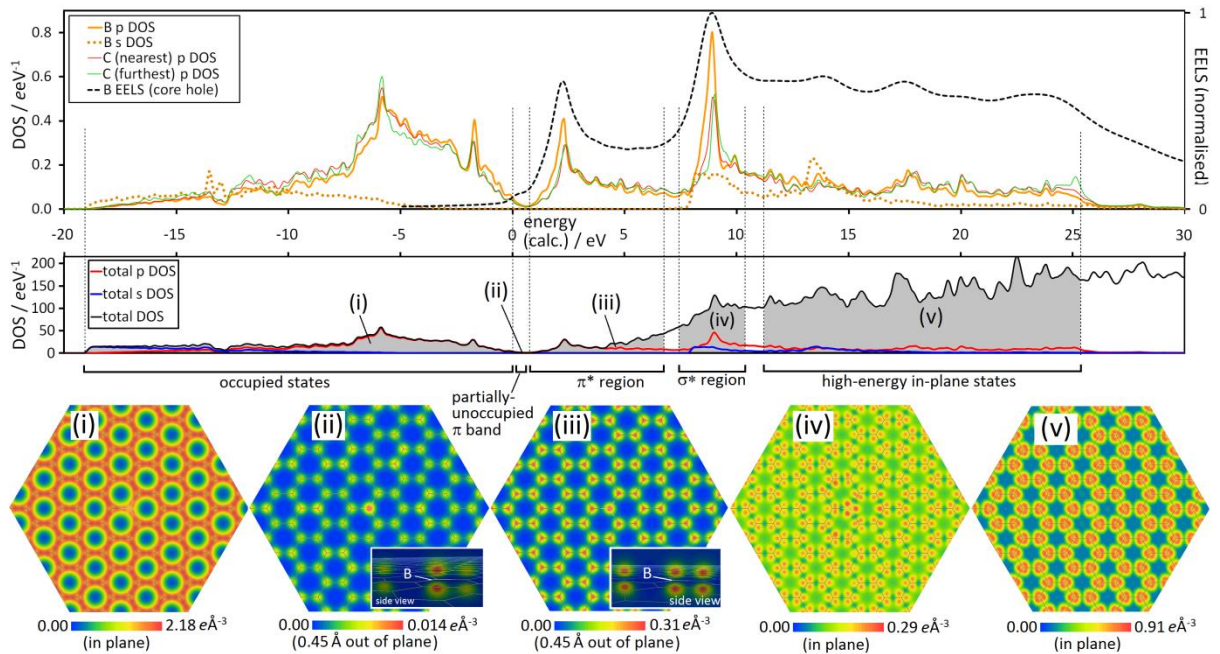 B p DOS
B s DOS
C (nearest) p DOS
C (furthest) p DOS
B EELS (core hole)
DOS / eeV⁻¹
0.8
0.6
0.4
0.2
0.0
1
0
EELS (normalised)
-20 -15 -10 -5 0 5 10 15 20 25 30
energy
(calc.) / eV
DOS / eeV⁻¹
200
150
100
50
0
total p DOS
total s DOS
total DOS
(i)
(ii)
(iii)
(iv)
(v)
occupied states
partially-
unoccupied
π band
π* region
σ* region
high-energy in-plane states
(i)
(ii)
(iii)
(iv)
(v)
B
side view
B
side view
0.00 2.18 eÅ⁻³
(in plane)
0.00 0.014 eÅ⁻³
(0.45 Å out of plane)
0.00 0.31 eÅ⁻³
(0.45 Å out of plane)
0.00 0.29 eÅ⁻³
(in plane)
0.00 0.91 eÅ⁻³
(in plane)